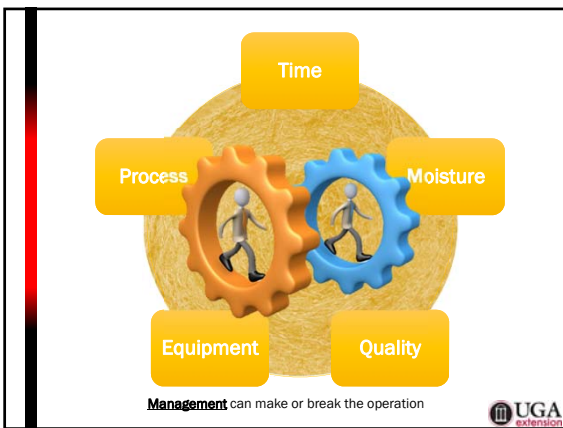 Time
Process
Moisture
Equipment
Quality
Management can make or break the operation
UGA
extension